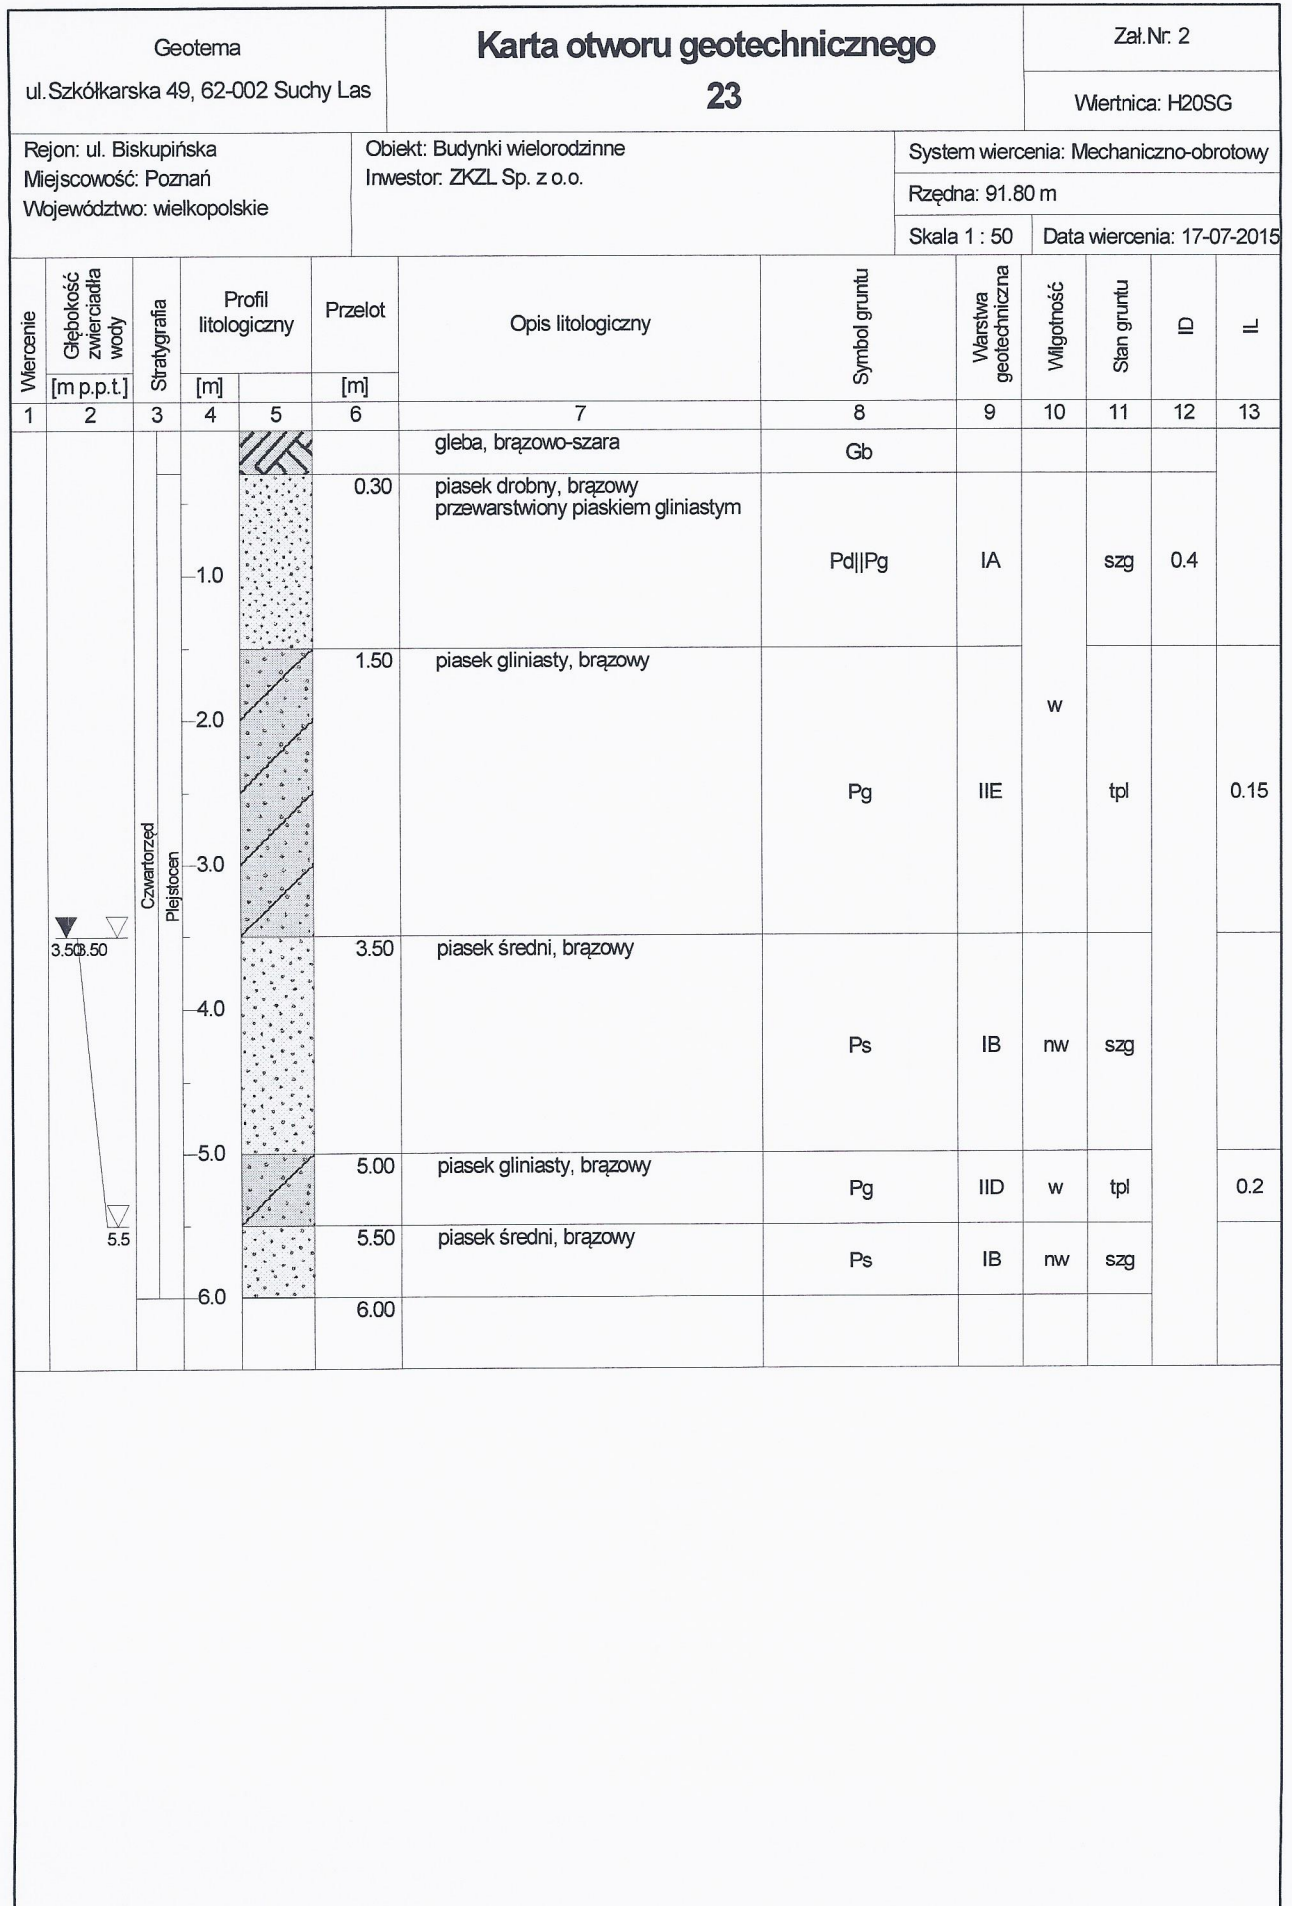 Geotema
ul.Szkółkarska 49, 62-002 Suchy Las
Karta otworu geotechnicznego
23
Zał.Nr: 2
Wiertnica: H20SG
Rejon: ul. Biskupińska
Miejscowość: Poznań
Województwo: wielkopolskie
Obiekt: Budynki wielorodzinne
Inwestor: ZKZL Sp. z o.o.
System wiercenia: Mechaniczno-obrotowy
Rzędna: 91.80 m
Skala 1 : 50
Data wiercenia: 17-07-2015
Wiercenie
Głębokość
zwierciadła
wody
[m p.p.t.]
Stratygrafia
Profil
litologiczny
[m]
Przelot
[m]
Opis litologiczny
Symbol gruntu
Warstwa
geotechniczna
Wilgotność
Stan gruntu
ID
IL
1 2 3 4 5 6 7 8 9 10 11 12 13
gleba, brązowo-szara
Gb
0.30 piasek drobny, brązowy
przewarstwiony piaskiem gliniastym
1.0
Pd||Pg IA szg 0.4
1.50 piasek gliniasty, brązowy
2.0
w
Pg IIE tpl 0.15
Czwartorzęd
Plejstocen
3.0
3.50 3.50
3.50 piasek średni, brązowy
4.0
Ps IB nw szg
5.0
5.00 piasek gliniasty, brązowy
Pg IID w tpl 0.2
5.5
5.50 piasek średni, brązowy
Ps IB nw szg
6.0
6.00